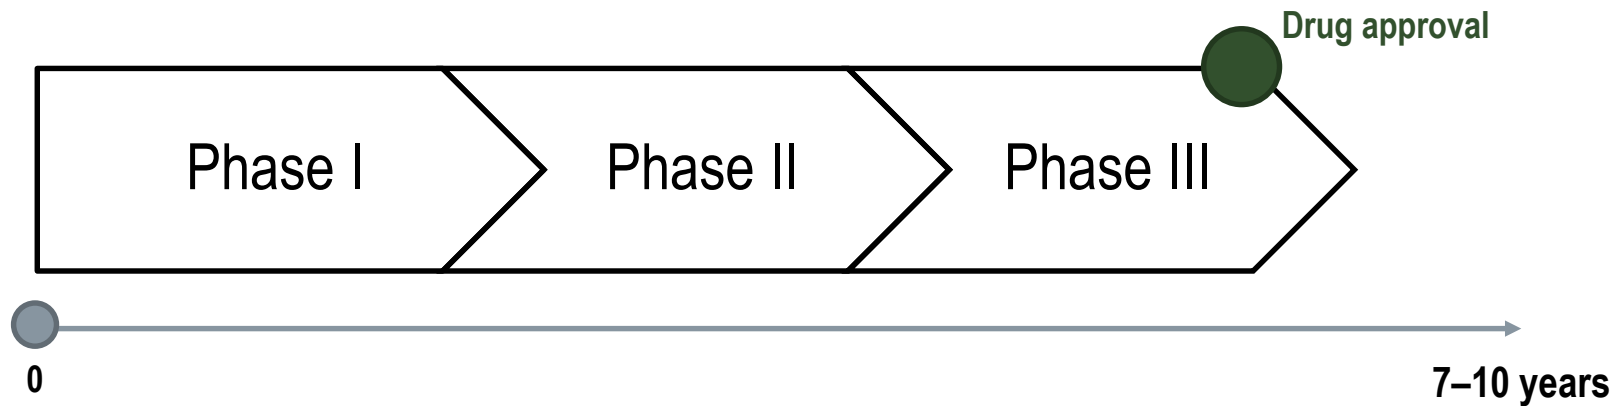 Drug approval
Phase I
Phase II
Phase III
0
7–10 years